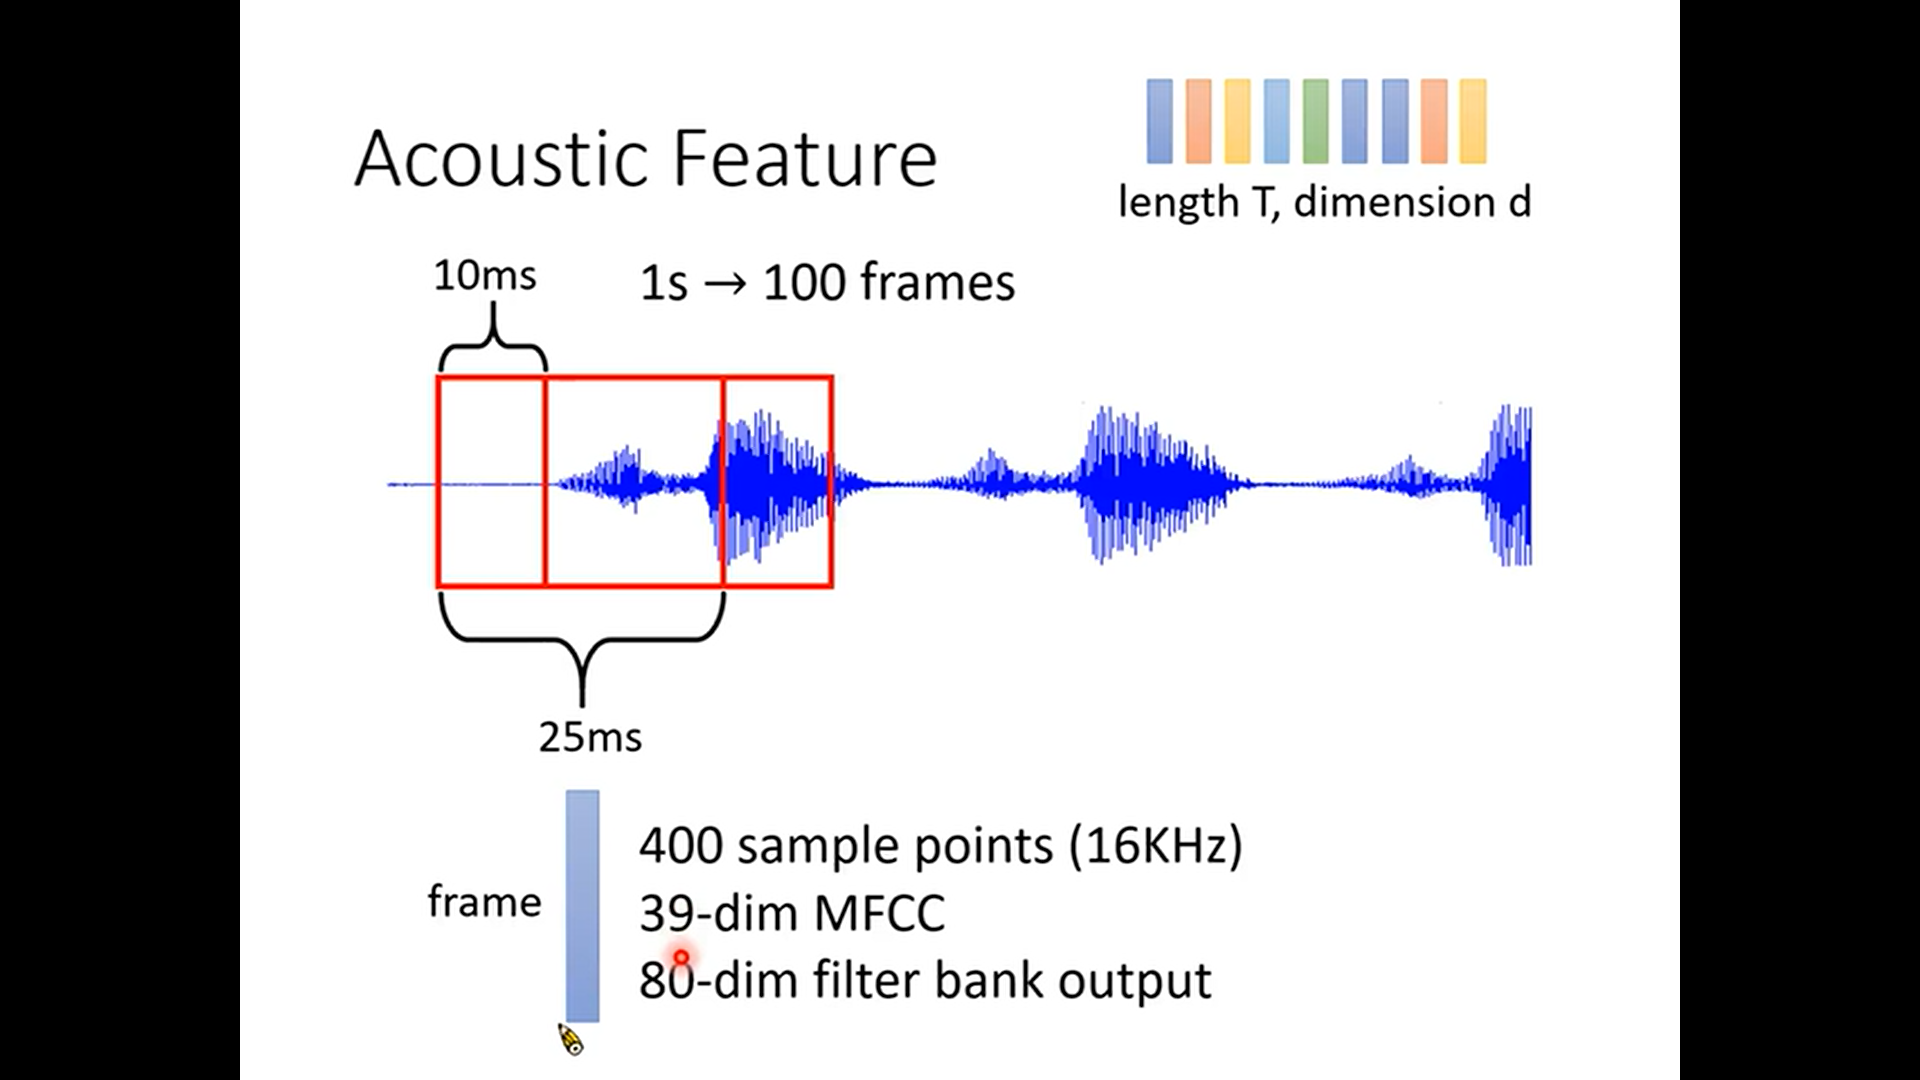 Acoustic Feature
length T, dimension d
10ms
1s → 100 frames
25ms
frame
400 sample points (16KHz)
39-dim MFCC
80-dim filter bank output